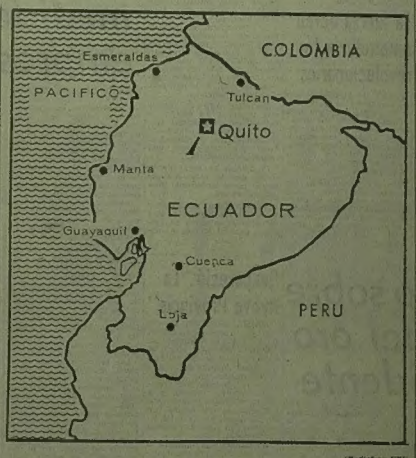 COLOMBIA
Esmeraldas
PACIFICO
Tulcan
Quito
Manta
ECUADOR
Guayaquil
Cuenca
PERU
Loja